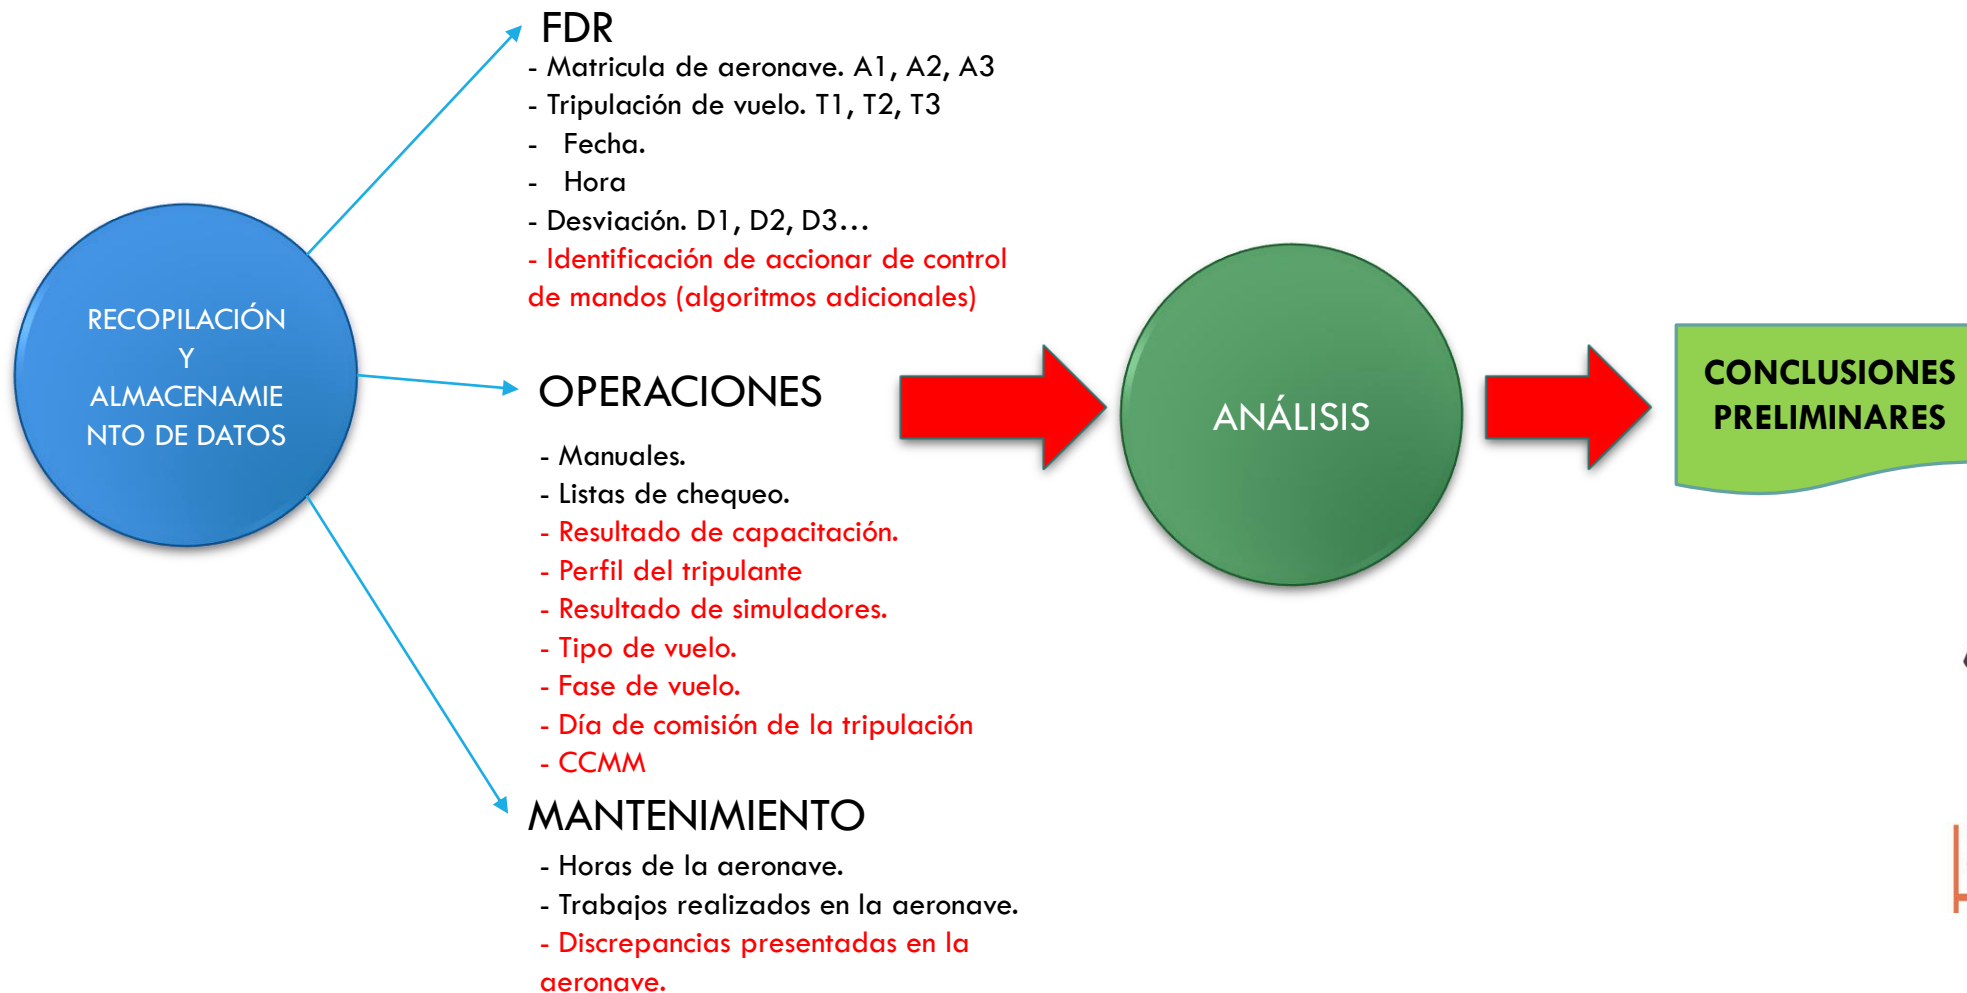 RECOPILACIÓN
Y
ALMACENAMIE
NTO DE DATOS
FDR
- Matricula de aeronave. A1, A2, A3
- Tripulación de vuelo. T1, T2, T3
- Fecha.
- Hora
- Desviación. D1, D2, D3…
- Identificación de accionar de control
de mandos (algoritmos adicionales)
OPERACIONES
- Manuales.
- Listas de chequeo.
- Resultado de capacitación.
- Perfil del tripulante
- Resultado de simuladores.
- Tipo de vuelo.
- Fase de vuelo.
- Día de comisión de la tripulación
- CCMM
MANTENIMIENTO
- Horas de la aeronave.
- Trabajos realizados en la aeronave.
- Discrepancias presentadas en la
aeronave.
ANÁLISIS
CONCLUSIONES
PRELIMINARES